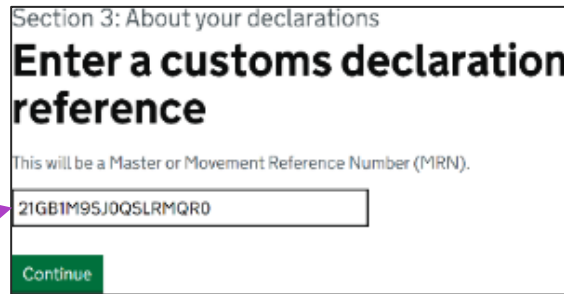 Section 3: About your declarations
Enter a customs declaration
reference
This will be a Master or Movement Reference Number (MRN).
21GB1M9SJ0QSLRMQR0
Continue